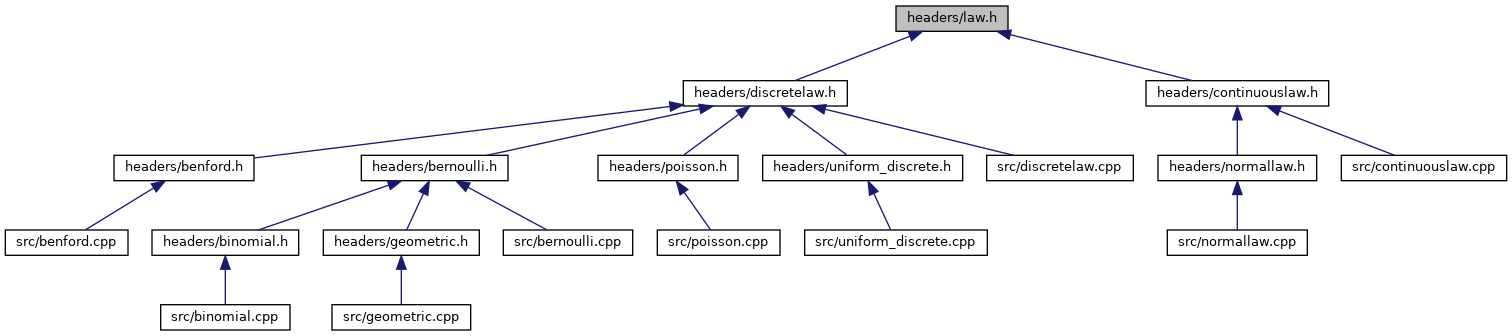 headers/law.h
headers/discretelaw.h
headers/continuouslaw.h
headers/benford.h
headers/bernoulli.h
headers/poisson.h
headers/uniform_discrete.h
src/discretelaw.cpp
headers/normallaw.h
src/continuouslaw.cpp
src/benford.cpp
headers/binomial.h
headers/geometric.h
src/bernoulli.cpp
src/poisson.cpp
src/uniform_discrete.cpp
src/normallaw.cpp
src/binomial.cpp
src/geometric.cpp